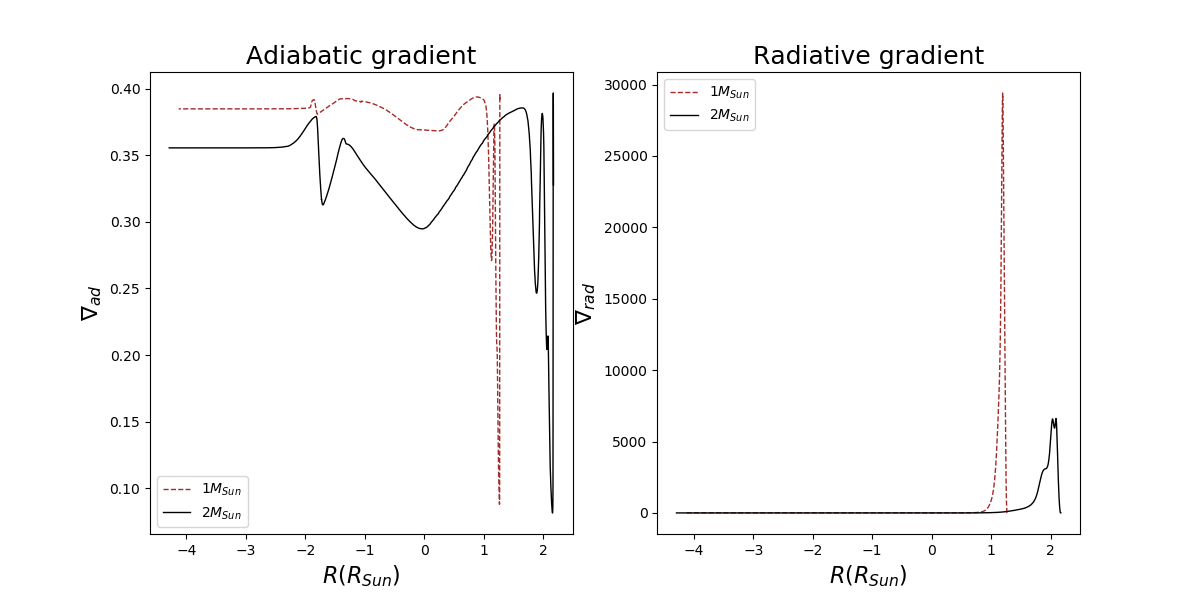 Adiabatic gradient
0.40
0.35
0.30
0.25
0.20
0.15
0.10
∇ad
1MSun
2MSun
−4 −3 −2 −1 0 1 2
R(RSun)
Radiative gradient
30000
25000
20000
15000
10000
5000
0
∇rad
1MSun
2MSun
−4 −3 −2 −1 0 1 2
R(RSun)